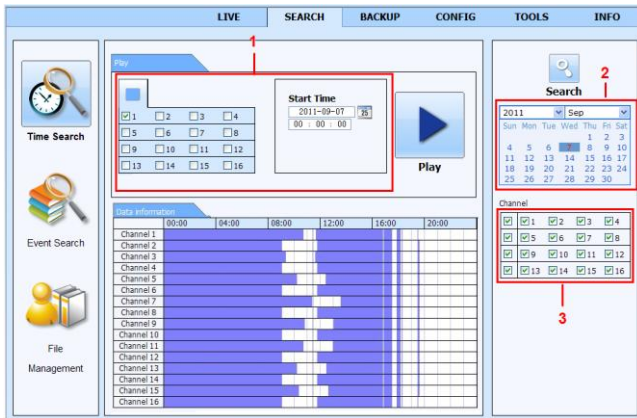 LIVE SEARCH BACKUP CONFIG TOOLS INFO
1
Play
1 2 3 4
5 6 7 8
9 10 11 12
13 14 15 16
Start Time
2011-09-07 25
00 : 00 : 00
Play
Time Search
Event Search
File
Management
Data information
00:00 04:00 08:00 12:00 16:00 20:00
Channel 1
Channel 2
Channel 3
Channel 4
Channel 5
Channel 6
Channel 7
Channel 8
Channel 9
Channel 10
Channel 11
Channel 12
Channel 13
Channel 14
Channel 15
Channel 16
Search
2
2011 Sep
Sun Mon Tue Wed Thu Fri Sat
1 2 3
4 5 6 7 8 9 10
11 12 13 14 15 16 17
18 19 20 21 22 23 24
25 26 27 28 29 30
Channel
1 2 3 4
5 6 7 8
9 10 11 12
13 14 15 16
3